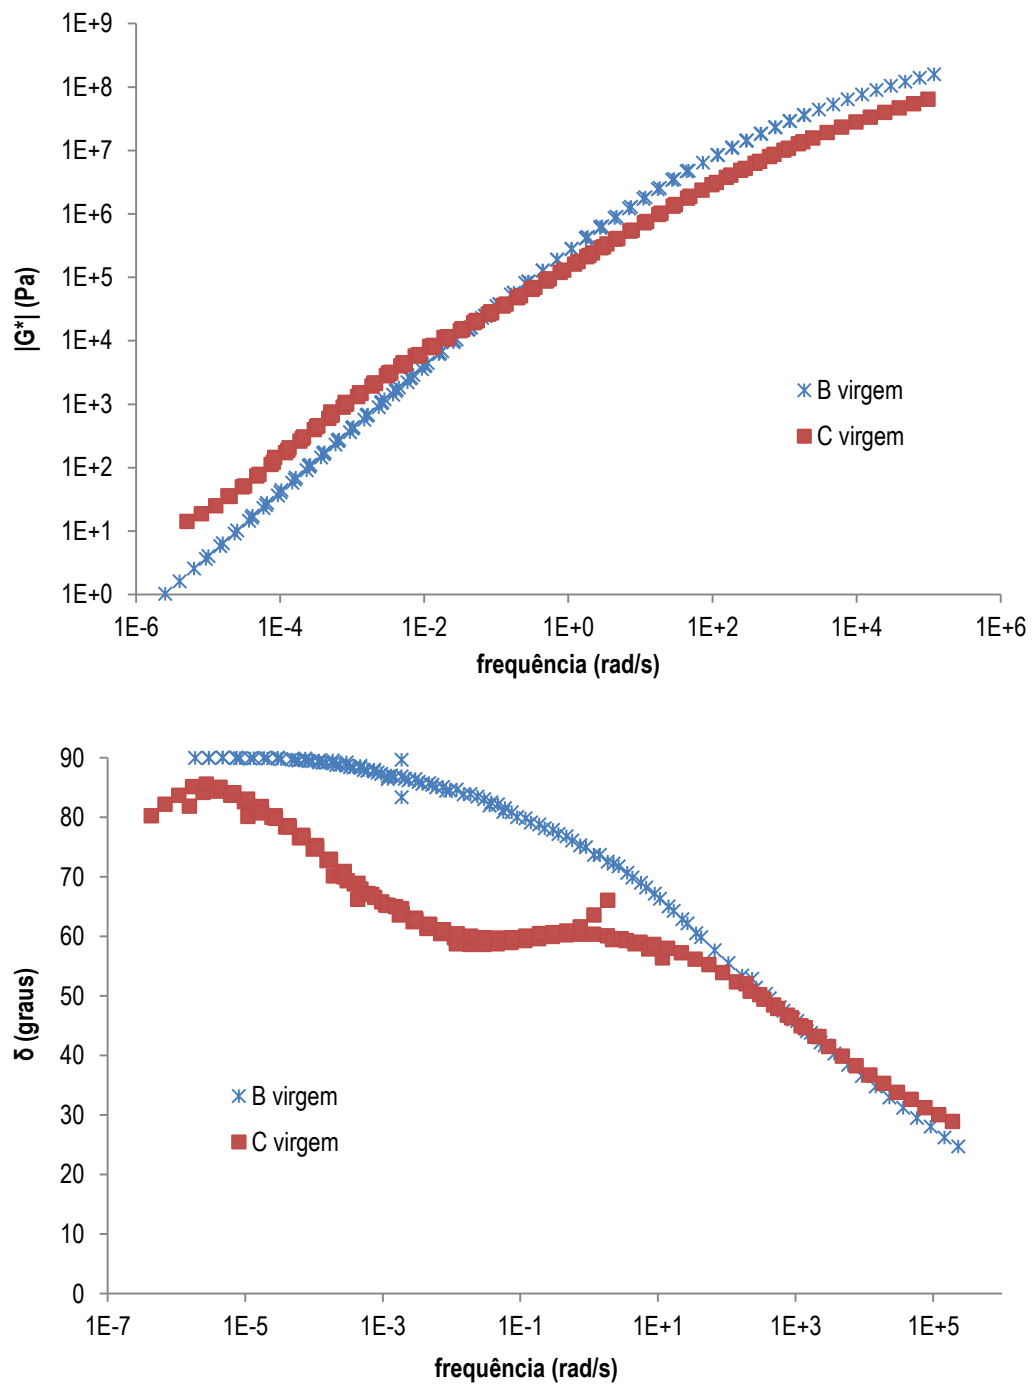 1E+9
1E+8
1E+7
1E+6
1E+5
1E+4
1E+3
1E+2
1E+1
1E+0
|G*| (Pa)
B virgem
C virgem
1E-6 1E-4 1E-2 1E+0 1E+2 1E+4 1E+6
frequência (rad/s)
90
80
70
60
50
40
30
20
10
0
δ (graus)
B virgem
C virgem
1E-7 1E-5 1E-3 1E-1 1E+1 1E+3 1E+5
frequência (rad/s)